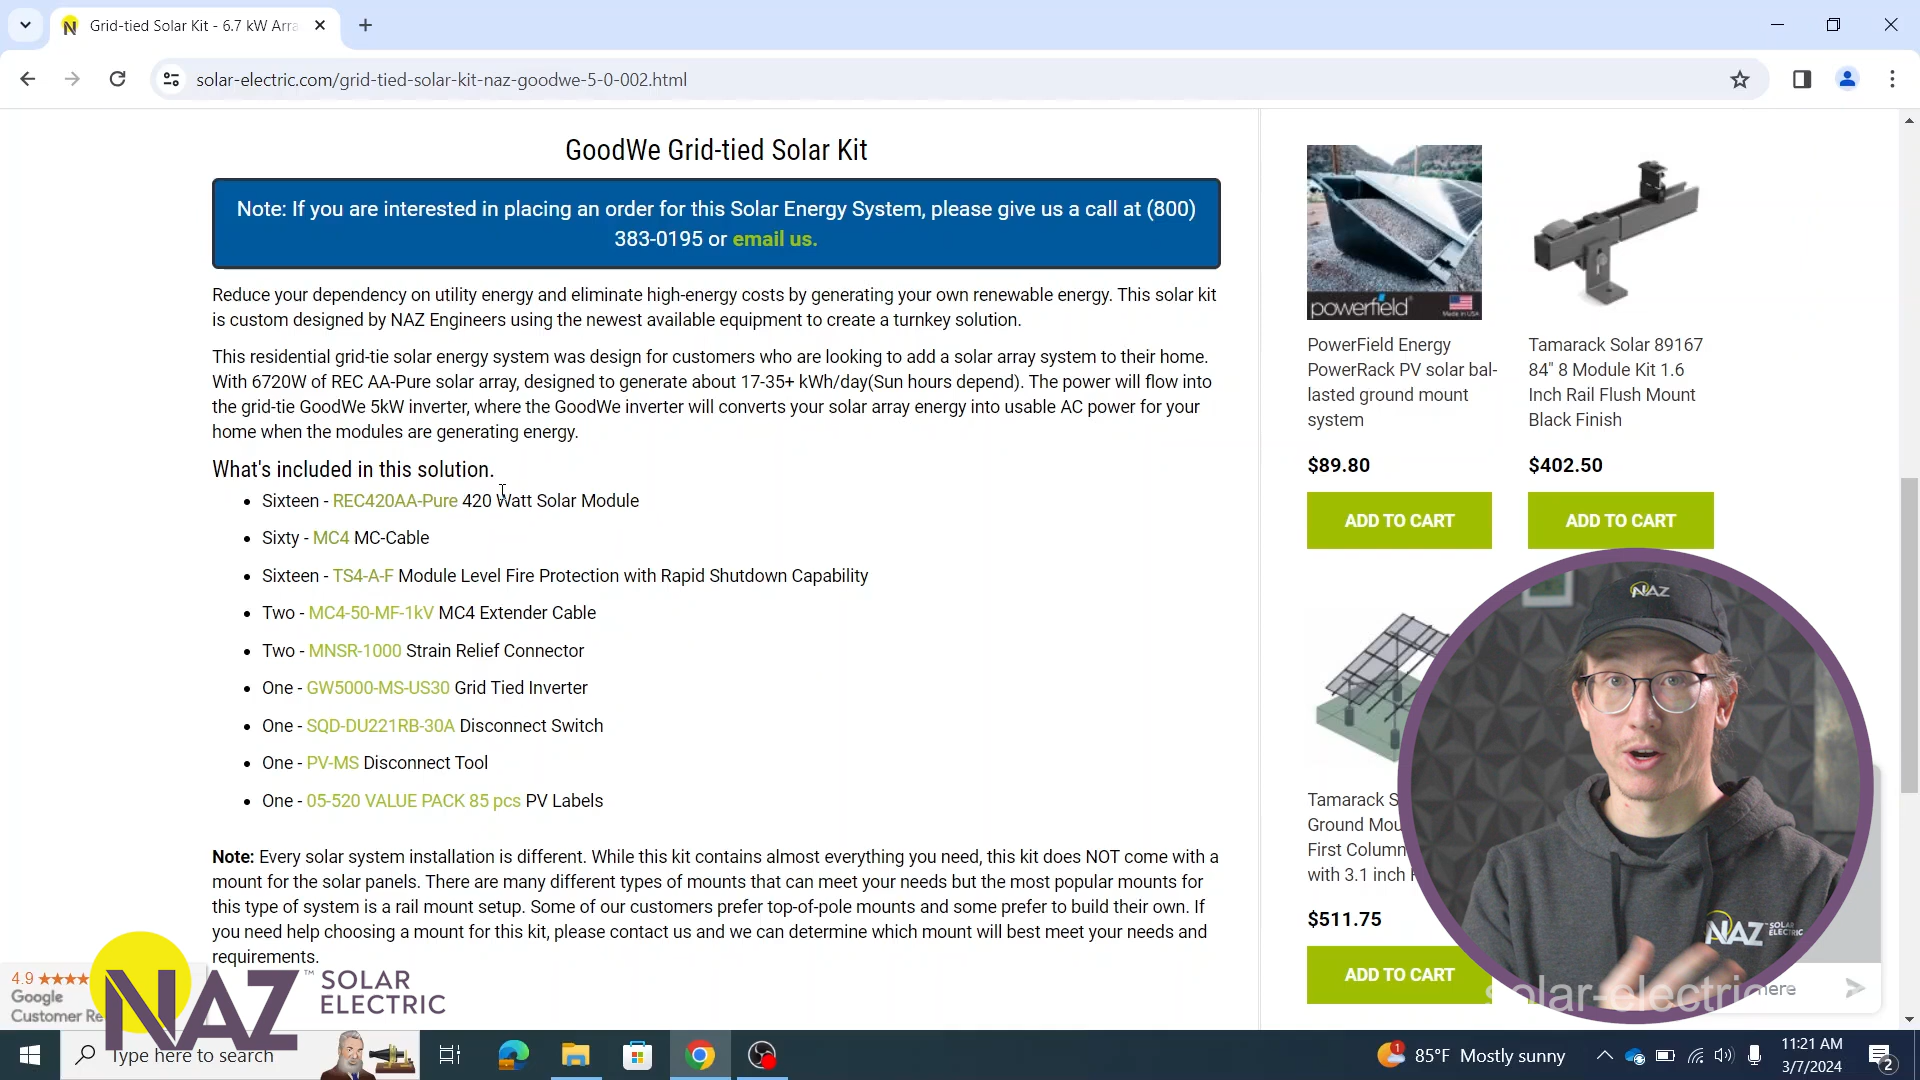 Grid-tied Solar Kit - 6.7 kW Arra
solar-electric.com/grid-tied-solar-kit-naz-goodwe-5-0-002.html
GoodWe Grid-tied Solar Kit
Note: If you are interested in placing an order for this Solar Energy System, please give us a call at (800)
383-0195 or email us.
Reduce your dependency on utility energy and eliminate high-energy costs by generating your own renewable energy. This solar kit
is custom designed by NAZ Engineers using the newest available equipment to create a turnkey solution.
This residential grid-tie solar energy system was design for customers who are looking to add a solar array system to their home.
With 6720W of REC AA-Pure solar array, designed to generate about 17-35+ kWh/day(Sun hours depend). The power will flow into
the grid-tie GoodWe 5kW inverter, where the GoodWe inverter will converts your solar array energy into usable AC power for your
home when the modules are generating energy.
What's included in this solution.
Sixteen - REC420AA-Pure 420 Watt Solar Module
Sixty - MC4 MC-Cable
Sixteen - TS4-A-F Module Level Fire Protection with Rapid Shutdown Capability
Two - MC4-50-MF-1kV MC4 Extender Cable
Two - MNSR-1000 Strain Relief Connector
One - GW5000-MS-US30 Grid Tied Inverter
One - SQD-DU221RB-30A Disconnect Switch
One - PV-MS Disconnect Tool
One - 05-520 VALUE PACK 85 pcs PV Labels
Note: Every solar system installation is different. While this kit contains almost everything you need, this kit does NOT come with a
mount for the solar panels. There are many different types of mounts that can meet your needs but the most popular mounts for
this type of system is a rail mount setup. Some of our customers prefer top-of-pole mounts and some prefer to build their own. If
you need help choosing a mount for this kit, please contact us and we can determine which mount will best meet your needs and
requirements.
powerfield
Made in USA
PowerField Energy
PowerRack PV solar bal-
lasted ground mount
system
$89.80
ADD TO CART
Tamarack Solar 89167
84" 8 Module Kit 1.6
Inch Rail Flush Mount
Black Finish
$402.50
ADD TO CART
Tamarack S
Ground Mou
First Column
with 3.1 inch
$511.75
ADD TO CART
NAZ
NAZ SOLAR
ELECTRIC
solar-electric
here
4.9 ★★★★
Google
Customer Re
NAZ™ SOLAR
ELECTRIC
Type here to search
1
85°F Mostly sunny
11:21 AM
3/7/2024
2